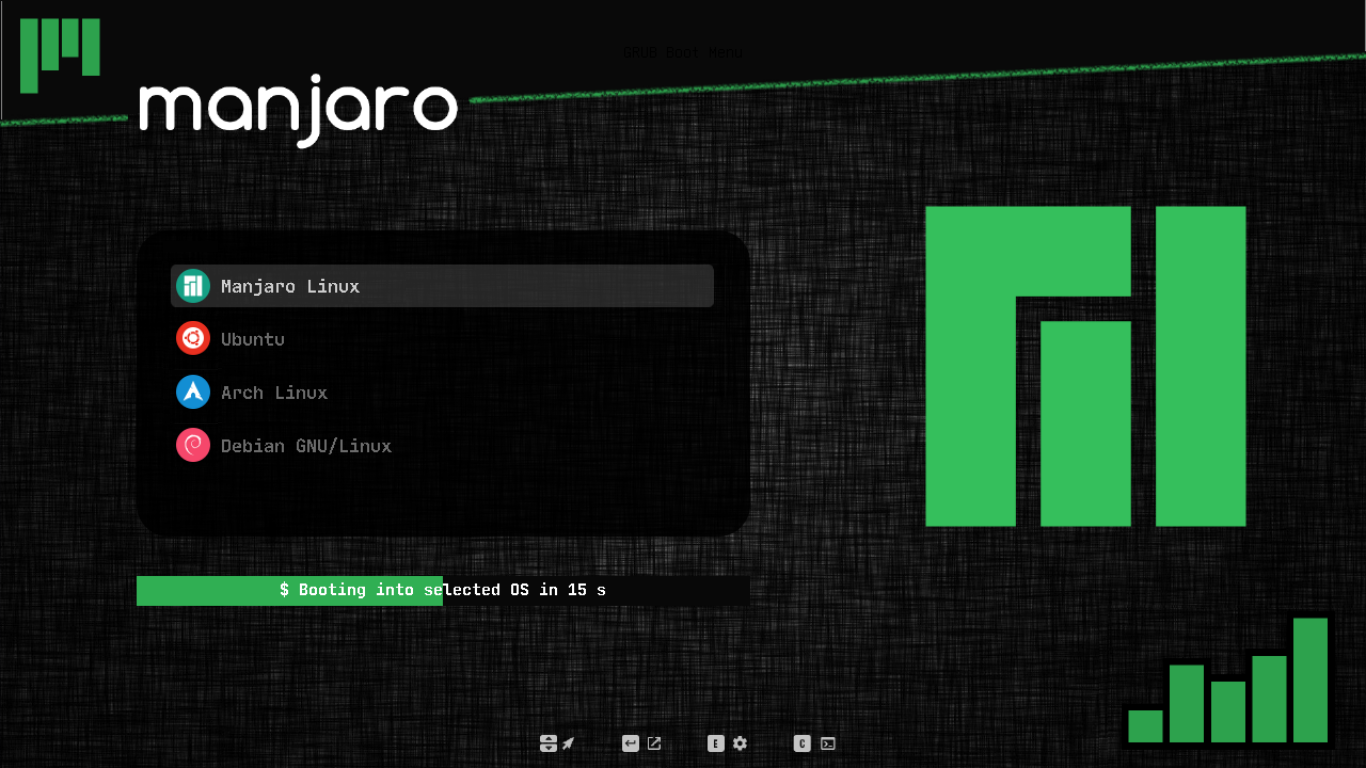 GRUB Boot Menu
manjaro
Manjaro Linux
Ubuntu
Arch Linux
Debian GNU/Linux
$ Booting into selected OS in 15 s
E
C